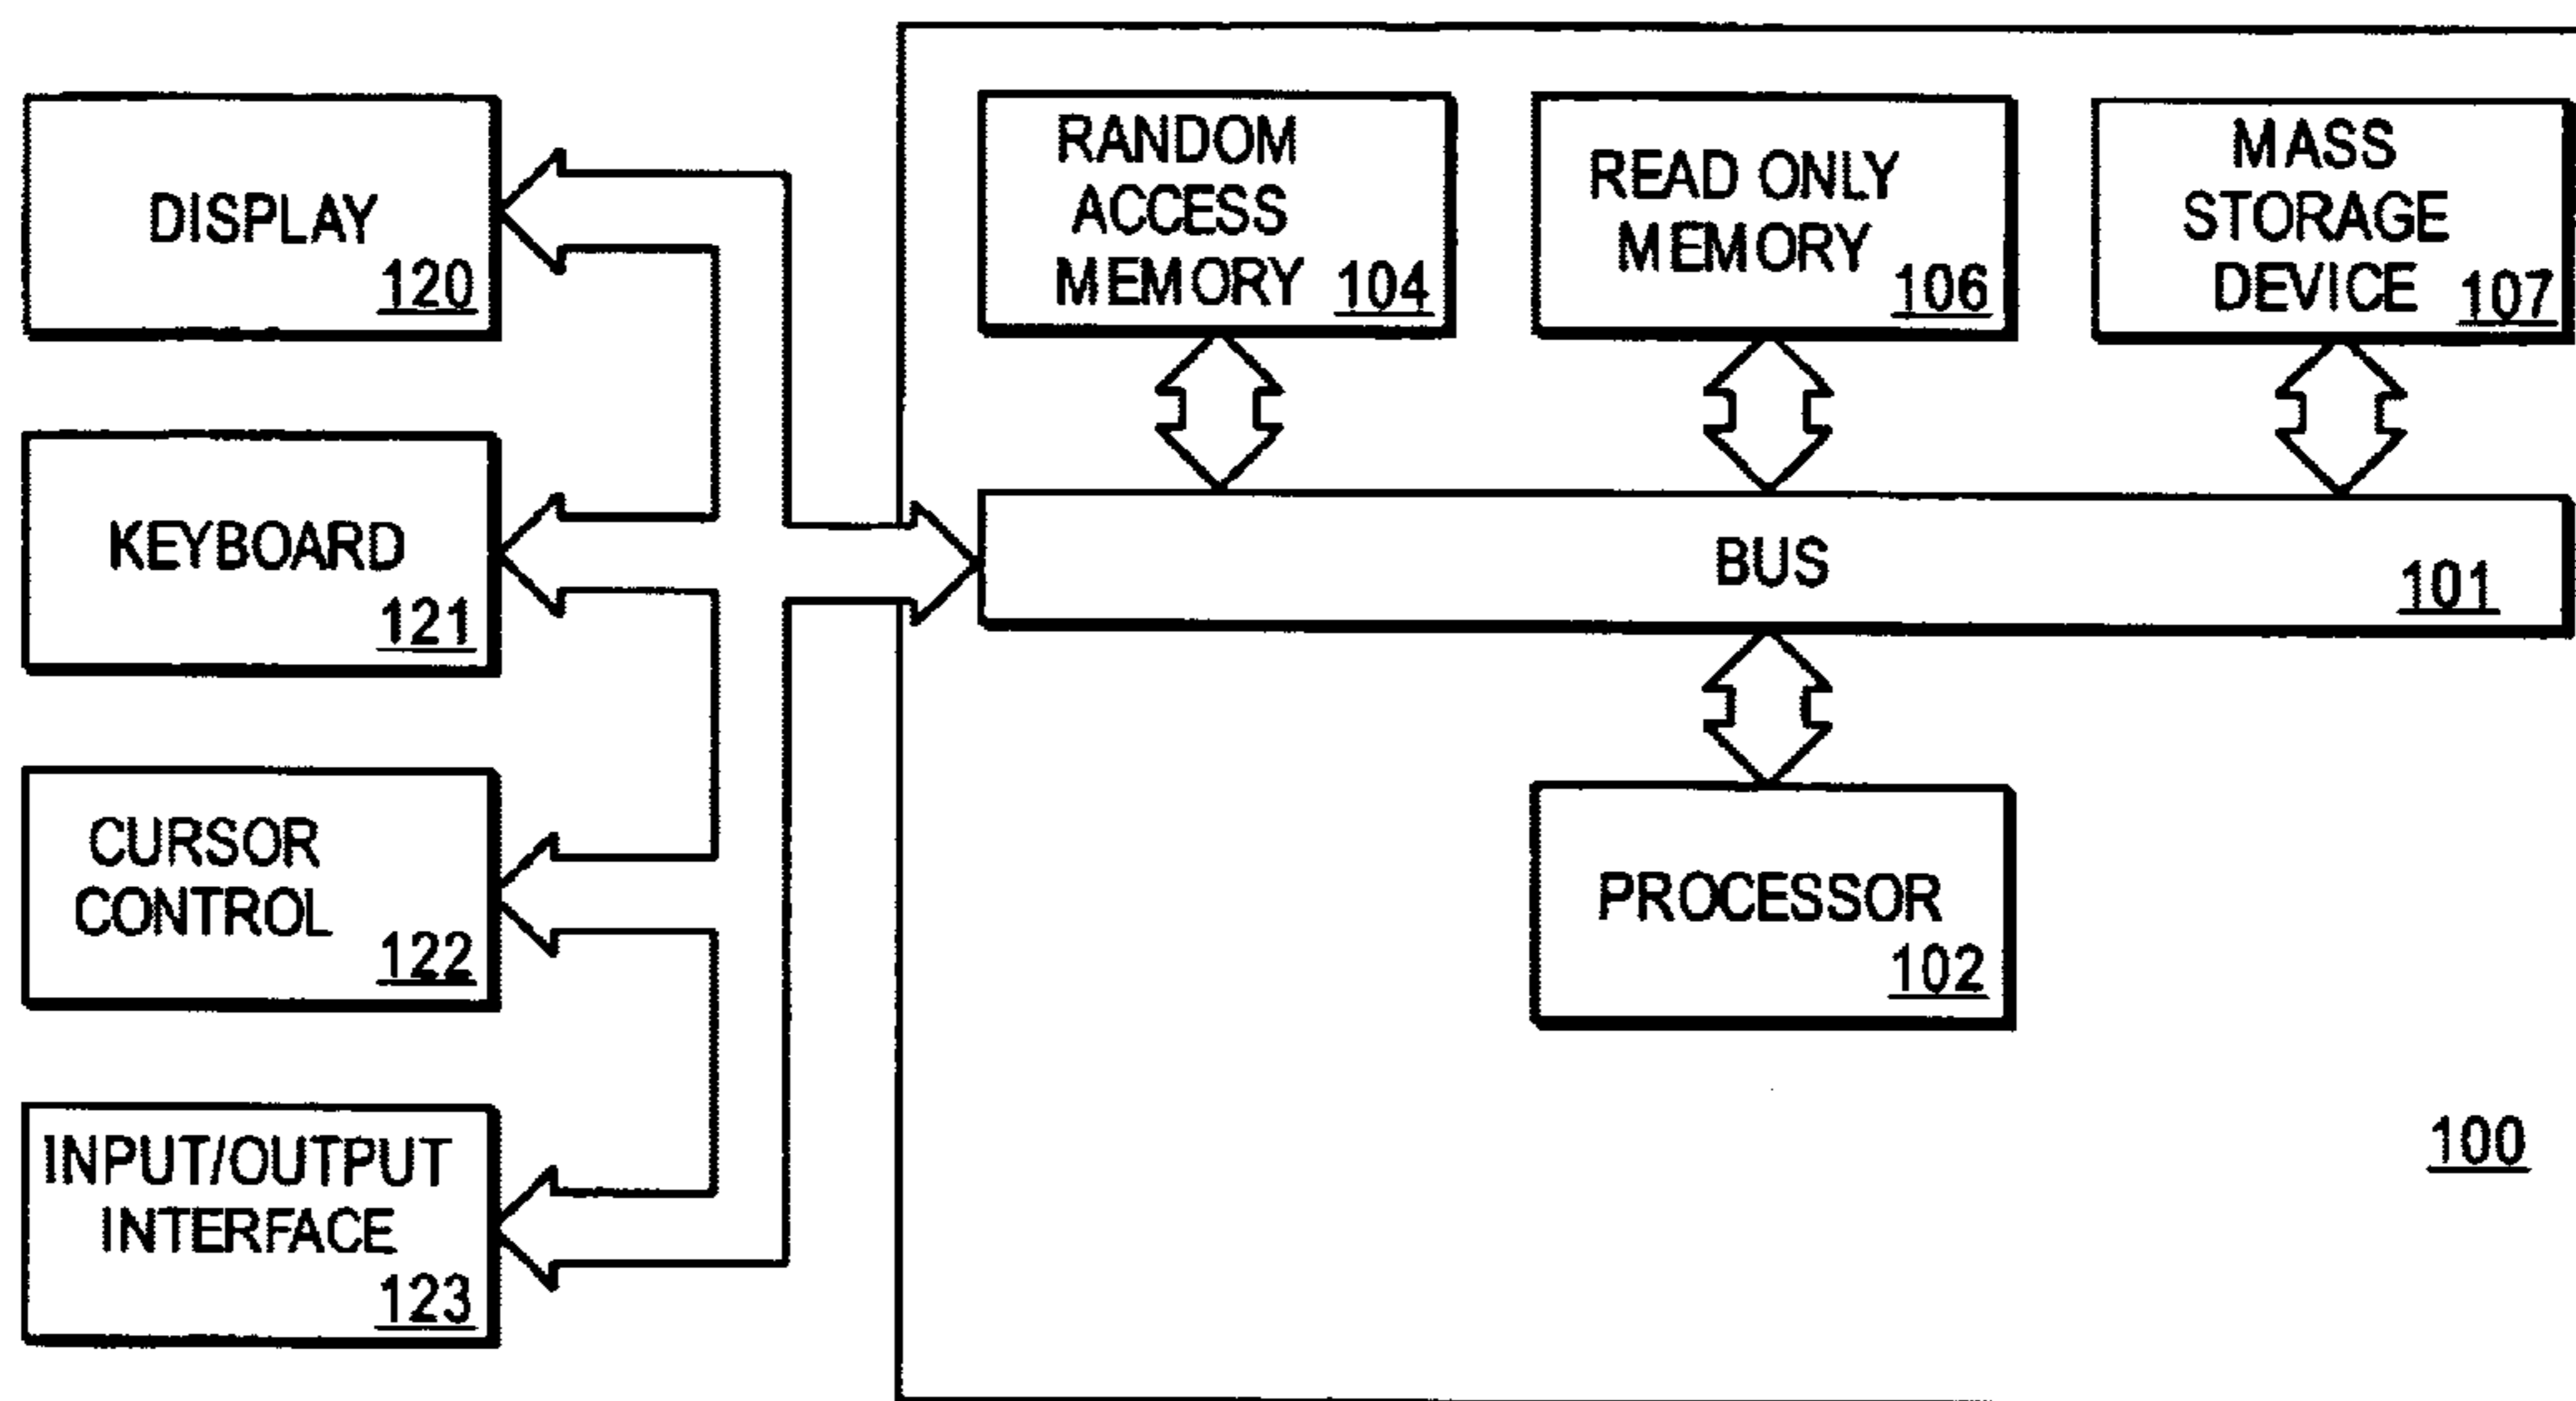 DISPLAY
120
KEYBOARD
121
CURSOR
CONTROL
122
INPUT/OUTPUT
INTERFACE
123
RANDOM
ACCESS
MEMORY 104
READ ONLY
MEMORY
106
MASS
STORAGE
DEVICE 107
BUS
101
PROCESSOR
102
100